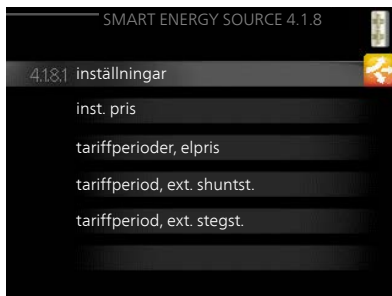 SMART ENERGY SOURCE 4.1.8
4.1.8.1 inställningar
inst. pris
tariffperioder, elpris
tariffperiod, ext. shuntst.
tariffperiod, ext. stegst.